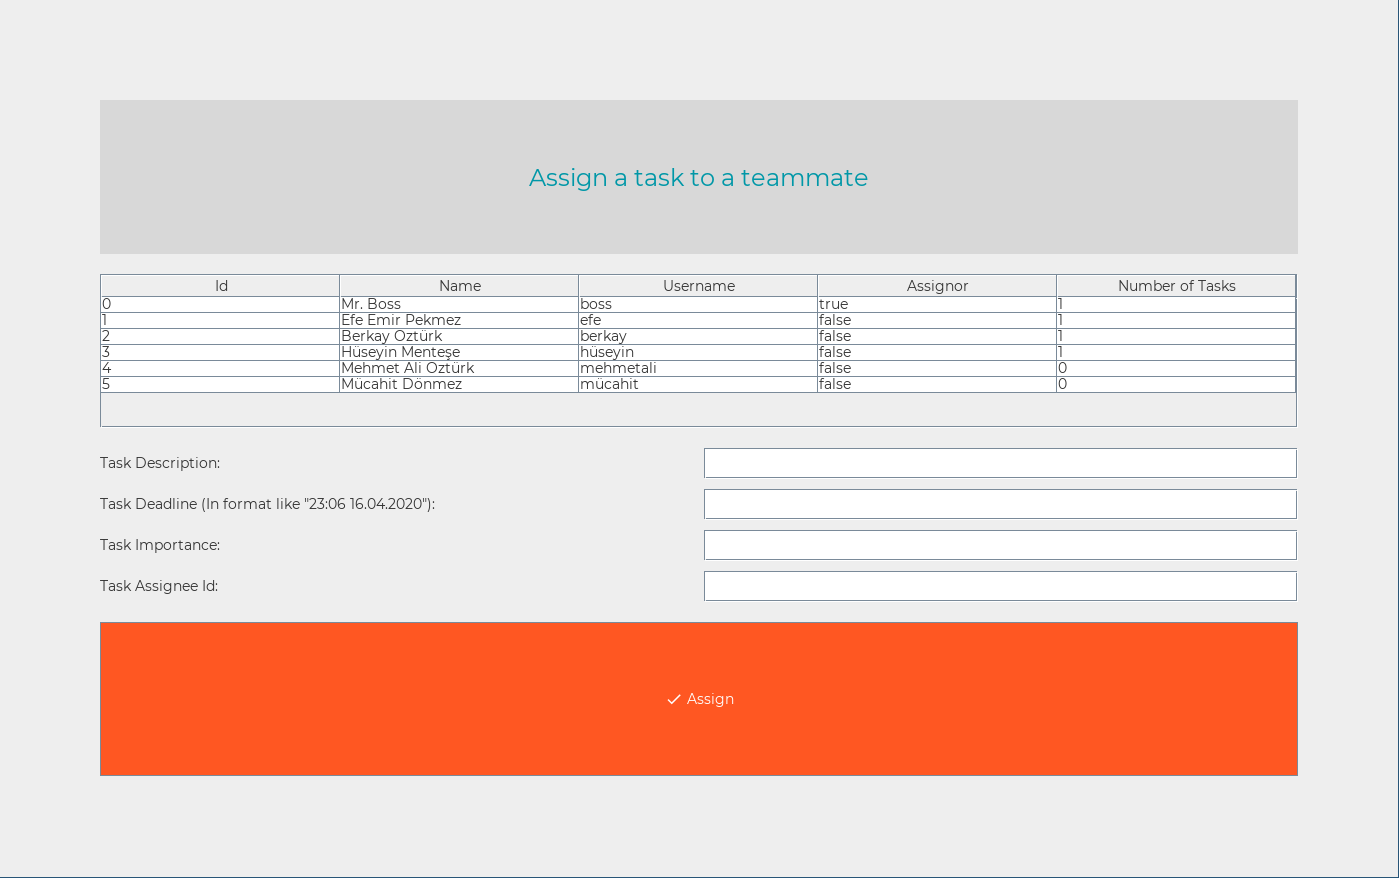 Assign a task to a teammate
Id Name Username Assignor Number of Tasks
0 Mr. Boss boss true 1
1 Efe Emir Pekmez efe false 1
2 Berkay Oztürk berkay false 1
3 Hüseyin Menteşe hüseyin false 1
4 Mehmet Ali Oztürk mehmetali false 0
5 Mücahit Dönmez mücahit false 0
Task Description:
Task Deadline (In format like "23:06 16.04.2020"):
Task Importance:
Task Assignee Id:
Assign